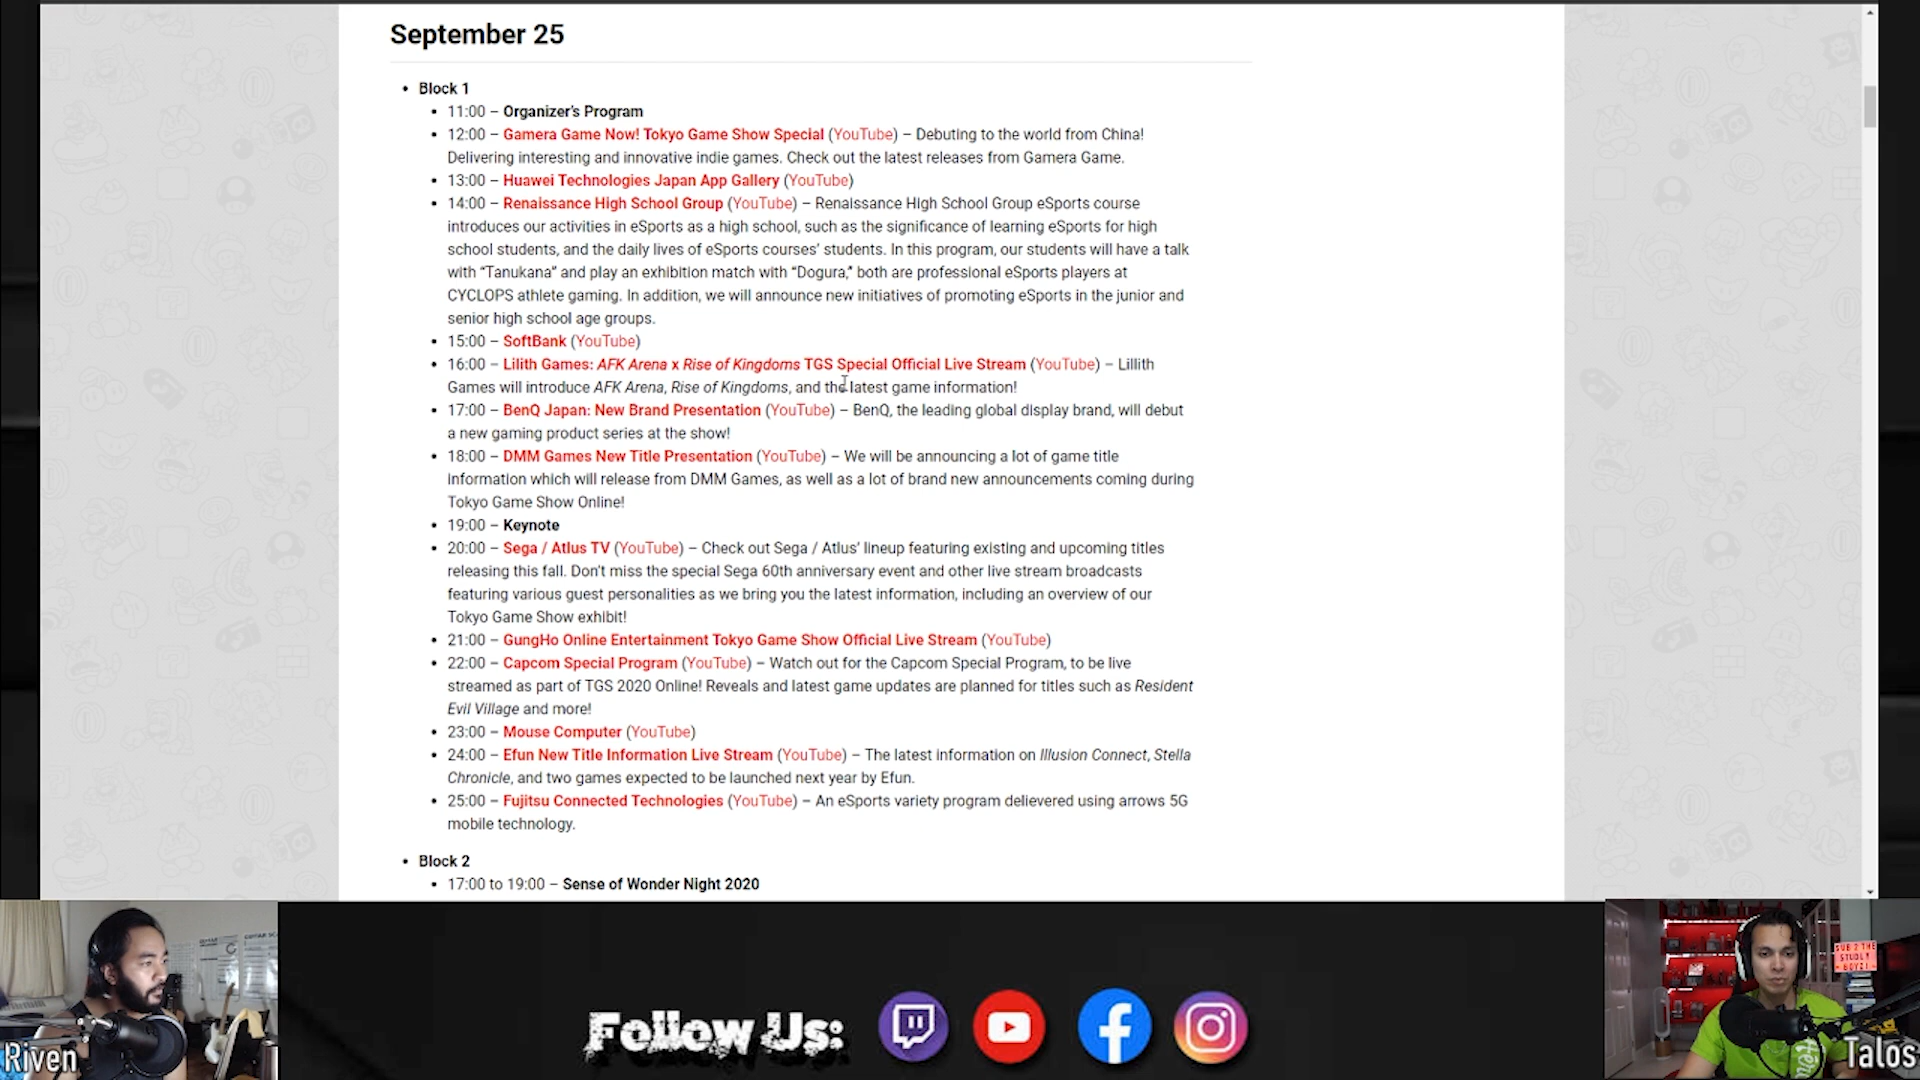 September 25
Block 1
11:00 – Organizer's Program
12:00 – Gamera Game Now! Tokyo Game Show Special (YouTube) – Debuting to the world from China!
Delivering interesting and innovative indie games. Check out the latest releases from Gamera Game.
13:00 – Huawei Technologies Japan App Gallery (YouTube)
14:00 – Renaissance High School Group (YouTube) – Renaissance High School Group eSports course
introduces our activities in eSports as a high school, such as the significance of learning eSports for high
school students, and the daily lives of eSports courses' students. In this program, our students will have a talk
with “Tanukana” and play an exhibition match with “Dogura,” both are professional eSports players at
CYCLOPS athlete gaming. In addition, we will announce new initiatives of promoting eSports in the junior and
senior high school age groups.
15:00 – SoftBank (YouTube)
16:00 – Lilith Games: AFK Arena x Rise of Kingdoms TGS Special Official Live Stream (YouTube) – Lillith
Games will introduce AFK Arena, Rise of Kingdoms, and the latest game information!
17:00 – BenQ Japan: New Brand Presentation (YouTube) – BenQ, the leading global display brand, will debut
a new gaming product series at the show!
18:00 – DMM Games New Title Presentation (YouTube) – We will be announcing a lot of game title
information which will release from DMM Games, as well as a lot of brand new announcements coming during
Tokyo Game Show Online!
19:00 – Keynote
20:00 – Sega / Atlus TV (YouTube) – Check out Sega / Atlus' lineup featuring existing and upcoming titles
releasing this fall. Don't miss the special Sega 60th anniversary event and other live stream broadcasts
featuring various guest personalities as we bring you the latest information, including an overview of our
Tokyo Game Show exhibit!
21:00 – GungHo Online Entertainment Tokyo Game Show Official Live Stream (YouTube)
22:00 – Capcom Special Program (YouTube) – Watch out for the Capcom Special Program, to be live
streamed as part of TGS 2020 Online! Reveals and latest game updates are planned for titles such as Resident
Evil Village and more!
23:00 – Mouse Computer (YouTube)
24:00 – Efun New Title Information Live Stream (YouTube) – The latest information on Illusion Connect, Stella
Chronicle, and two games expected to be launched next year by Efun.
25:00 – Fujitsu Connected Technologies (YouTube) – An eSports variety program delievered using arrows 5G
mobile technology.
Block 2
17:00 to 19:00 – Sense of Wonder Night 2020
SUB 2 THE
STUDLY
BOYZ!
Follow Us:
Riven
Talos